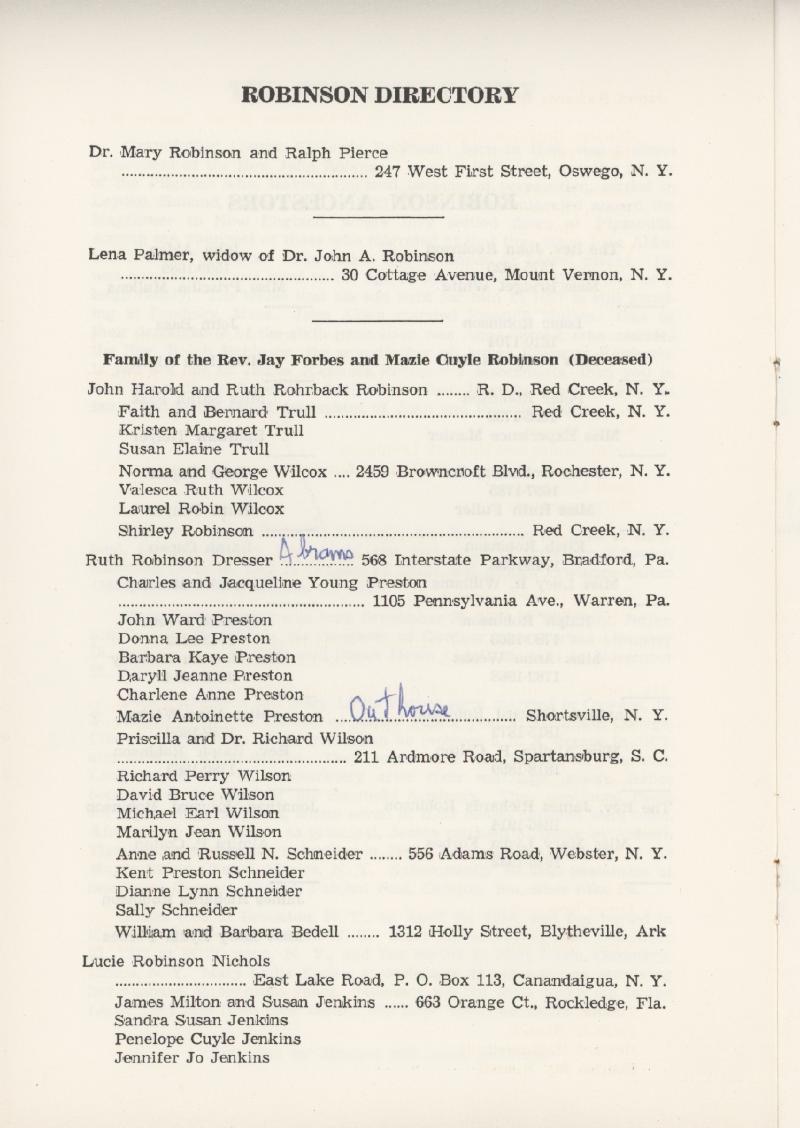 ROBINSON DIRECTORY
Dr. Mary Robinson and Ralph Pierce
.............................................................. 247 West First Street, Oswego, N. Y.
Lena Palmer, widow of Dr. John A. Robinson
...................................................... 30 Cottage Avenue, Mount Vernon, N. Y.
Family of the Rev. Jay Forbes and Mazie Cuyle Robinson (Deceased)
John Harold and Ruth Rohrback Robinson ........ R. D., Red Creek, N. Y.
Faith and Bernard Trull ................................................. Red Creek, N. Y.
Kristen Margaret Trull
Susan Elaine Trull
Norma and George Wilcox .... 2459 Browncroft Blvd., Rochester, N. Y.
Valesca Ruth Wilcox
Laurel Robin Wilcox
Shirley Robinson .................................................................. Red Creek, N. Y.
Ruth Robinson Dresser Abrams 568 Interstate Parkway, Bradford, Pa.
Charles and Jacqueline Young Preston
.............................................................. 1105 Pennsylvania Ave., Warren, Pa.
John Ward Preston
Donna Lee Preston
Barbara Kaye Preston
Daryll Jeanne Preston
Charlene Anne Preston
Mazie Antoinette Preston .... Outhouse ................ Shortsville, N. Y.
Priscilla and Dr. Richard Wilson
.......................................................... 211 Ardmore Road, Spartansburg, S. C.
Richard Perry Wilson
David Bruce Wilson
Michael Earl Wilson
Marilyn Jean Wilson
Anne and Russell N. Schneider ........ 556 Adams Road, Webster, N. Y.
Kent Preston Schneider
Dianne Lynn Schneider
Sally Schneider
William and Barbara Bedell ........ 1312 Holly Street, Blytheville, Ark
Lucie Robinson Nichols
................................. East Lake Road, P. O. Box 113, Canandaigua, N. Y.
James Milton and Susan Jenkins ...... 663 Orange Ct., Rockledge, Fla.
Sandra Susan Jenkins
Penelope Cuyle Jenkins
Jennifer Jo Jenkins